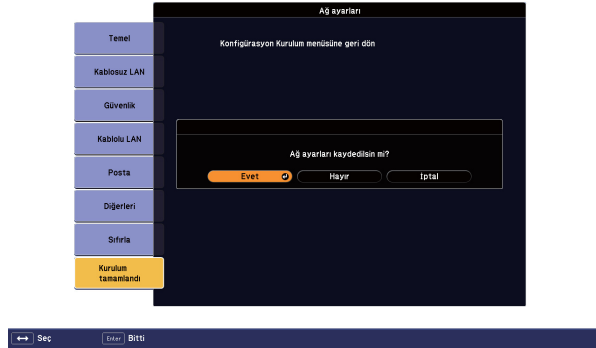 Ağ ayarları
Temel
Konfigürasyon Kurulum menüsüne geri dön
Kablosuz LAN
Güvenlik
Kablolu LAN
Ağ ayarları kaydedilsin mi?
Posta
Evet Hayır İptal
Diğerleri
Sıfırla
Kurulum
tamamlandı
Seç Enter Bitti